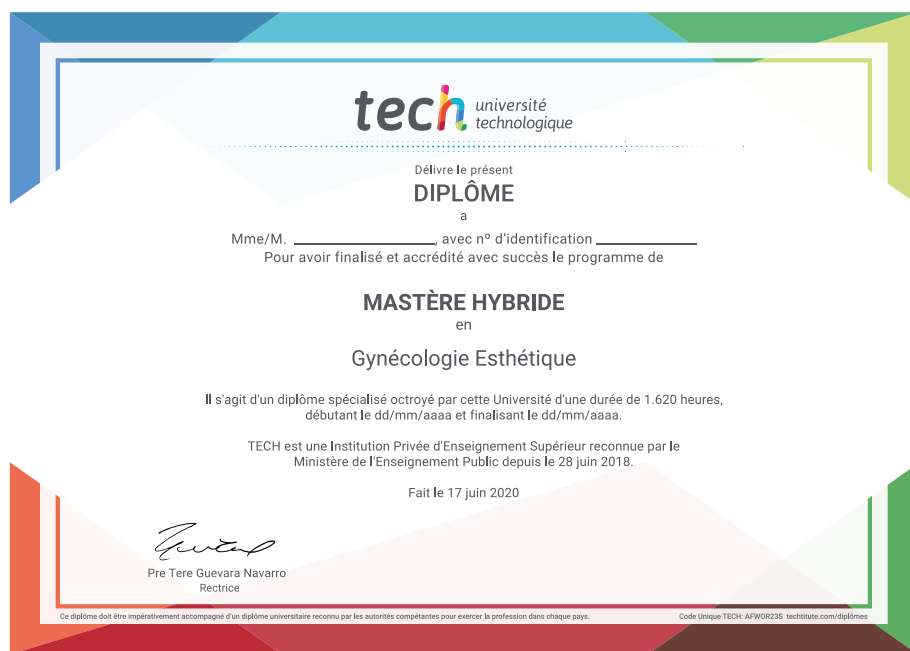 tech université
technologique
Délivre le présent
DIPLÔME
a
Mme/M. ____________________, avec nº d'identification ______________
Pour avoir finalisé et accrédité avec succès le programme de
MASTÈRE HYBRIDE
en
Gynécologie Esthétique
Il s'agit d'un diplôme spécialisé octroyé par cette Université d'une durée de 1.620 heures,
débutant le dd/mm/aaaa et finalisant le dd/mm/aaaa.
TECH est une Institution Privée d'Enseignement Supérieur reconnue par le
Ministère de l'Enseignement Public depuis le 28 juin 2018.
Fait le 17 juin 2020
Pre Tere Guevara Navarro
Rectrice
Ce diplôme doit être impérativement accompagné d'un diplôme universitaire reconnu par les autorités compétantes pour exercer la profession dans chaque pays. Code Unique TECH: AFWOR23S techtitute.com/diplômes